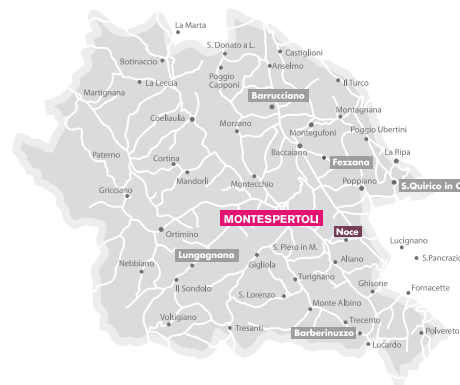 La Marta
S. Donato a L.
Castiglioni
Botinaccio
Anselmo
La Leccia
Poggio
Capponi
Il Turco
Martignana
Barrucciano
Montagnana
Coeliaulia
Morzano
Montegufoni
Poggio Ubertini
Baccaiano
Paterno
Cortina
Fezzana
La Ripa
Mandorli
Montecchio
Poppiano
S.Quirico in C
Gricciano
MONTESPERTOLI
Ortimino
Noce
Lucignano
S. Piero in M.
Lungagnana
S.Pancrazio
Nebbiano
Gigliola
Aliano
Il Sondolo
Turignano
Ghisone
Fornacette
S. Lorenzo
Monte Albino
Voltigiano
Trecento
Tresanti
Barberinuzzo
Polvereto
Lucardo